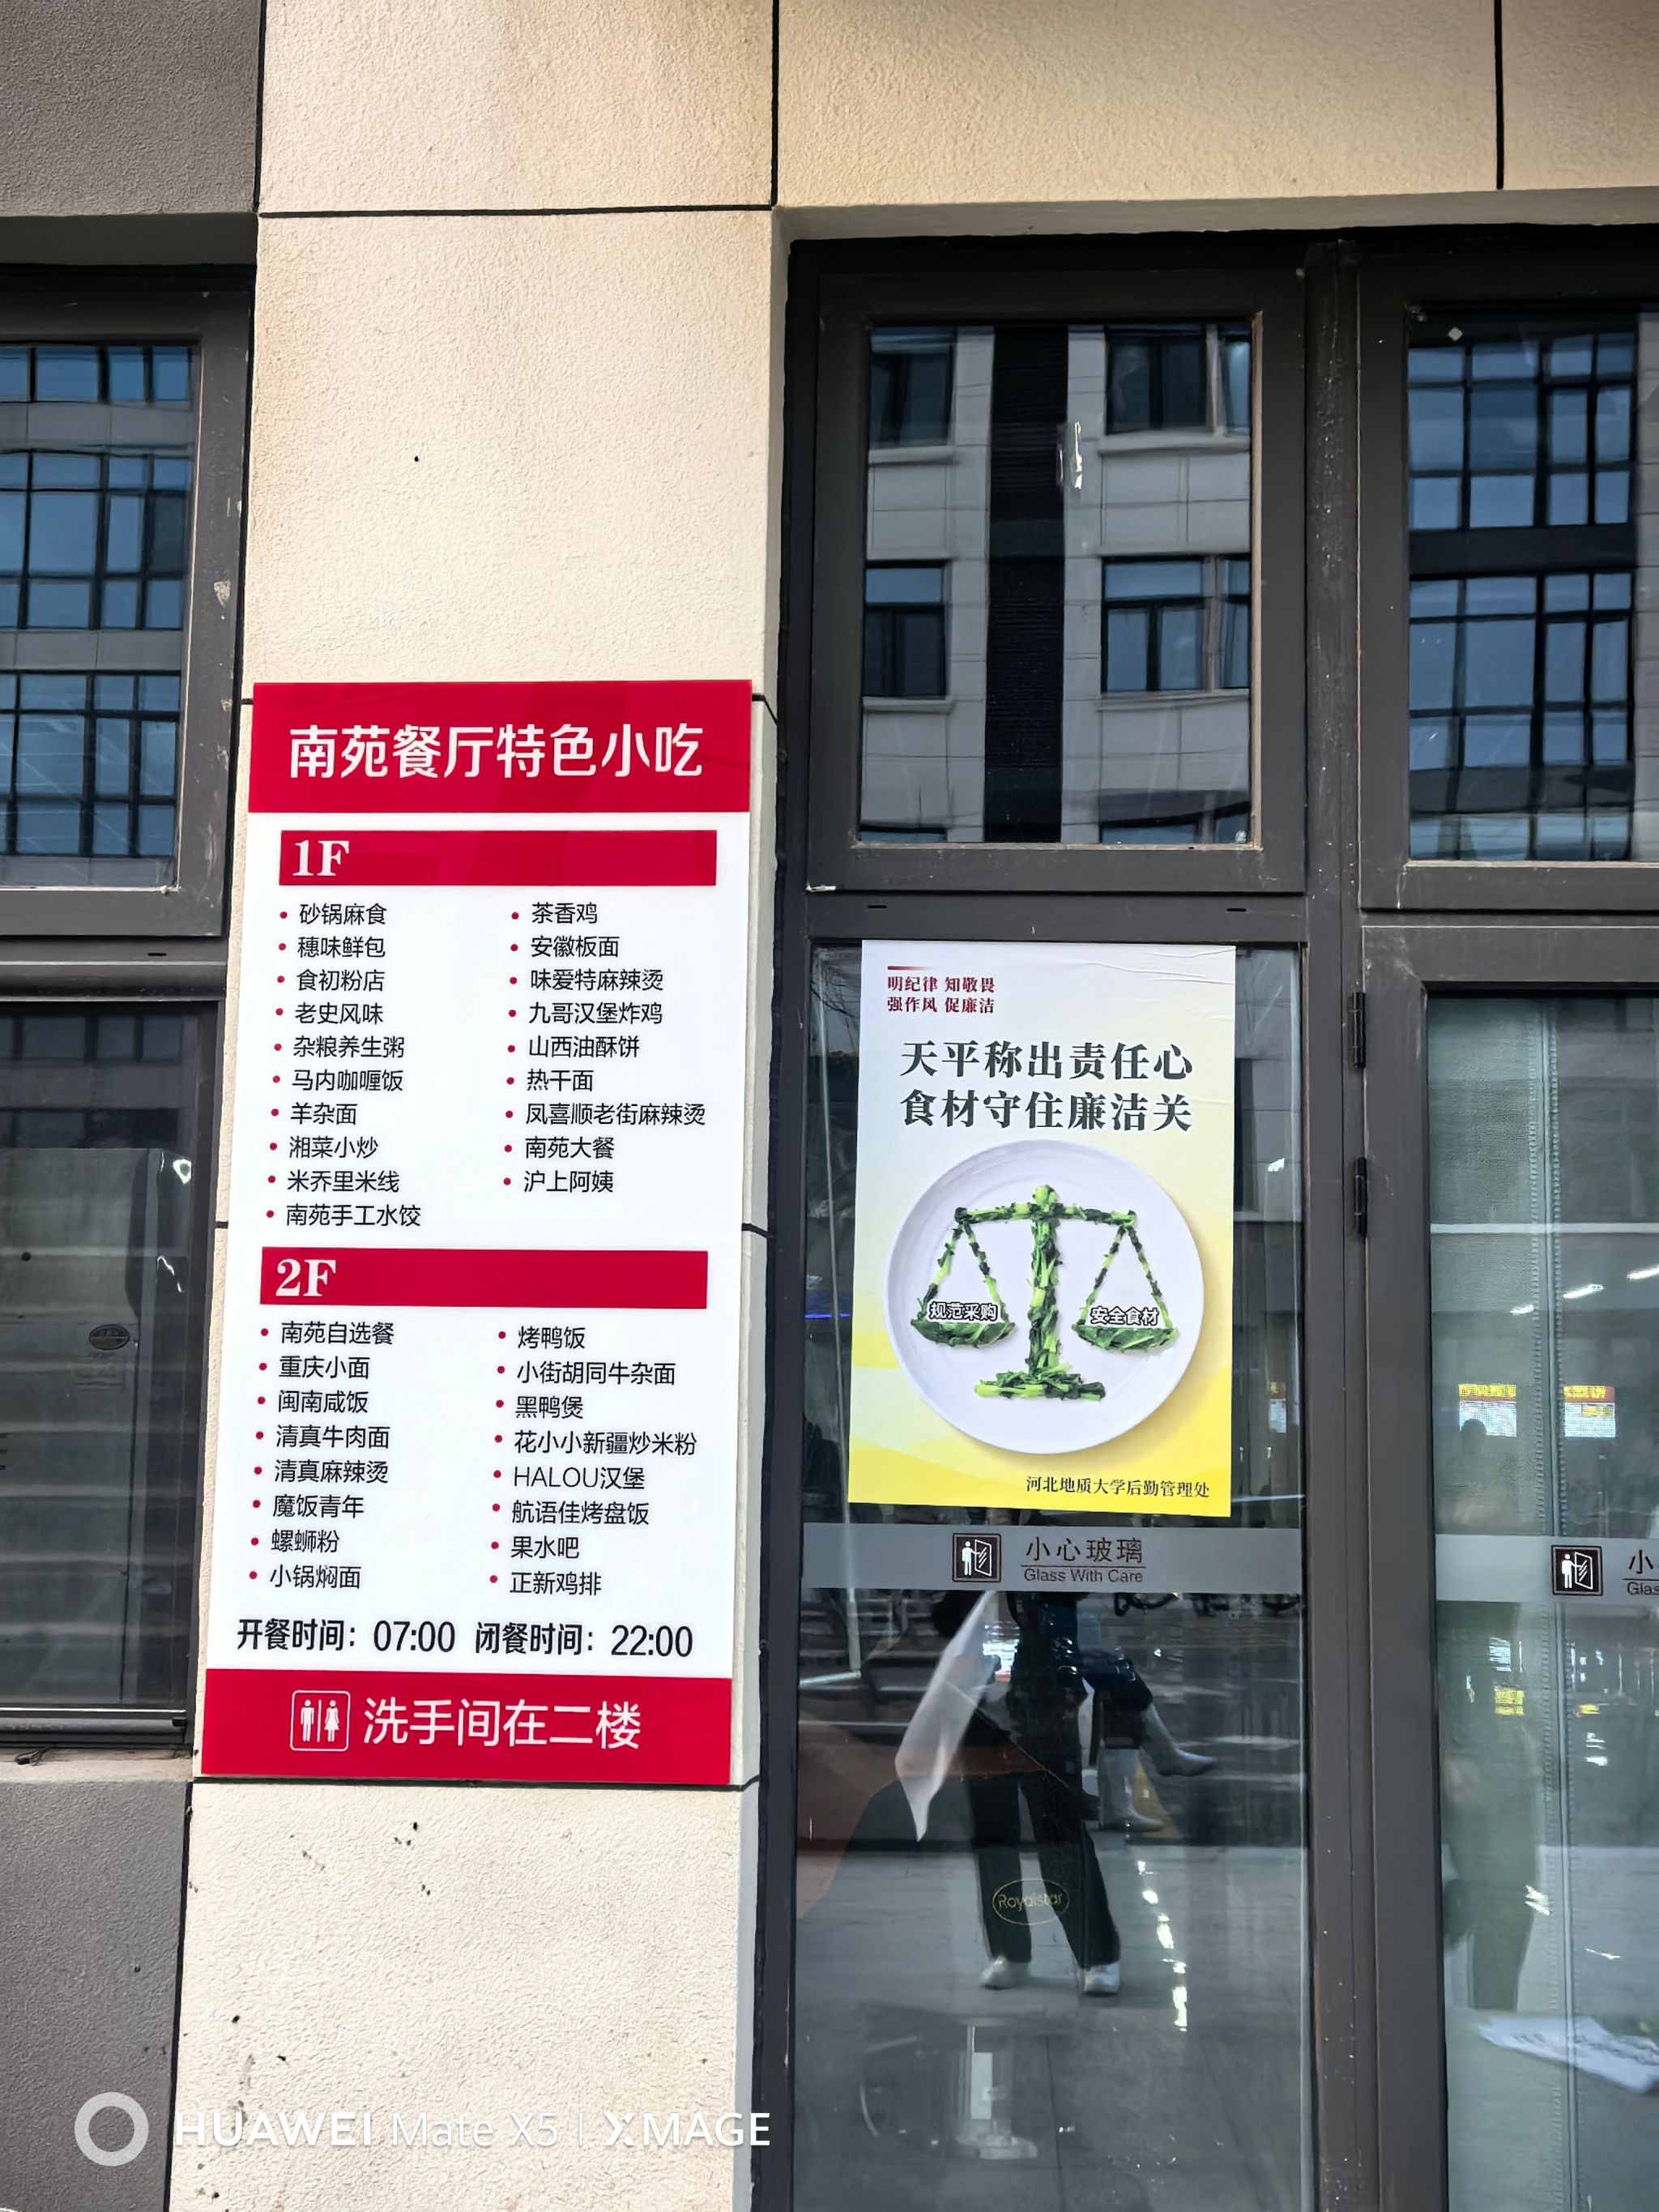 南苑餐厅特色小吃
1F
砂锅麻食
穗味鲜包
食初粉店
老史风味
杂粮养生粥
马内咖喱饭
羊杂面
湘菜小炒
米乔里米线
南苑手工水饺
茶香鸡
安徽板面
味爱特麻辣烫
九哥汉堡炸鸡
山西油酥饼
热干面
凤喜顺老街麻辣烫
南苑大餐
沪上阿姨
2F
南苑自选餐
重庆小面
闽南咸饭
清真牛肉面
清真麻辣烫
魔饭青年
螺蛳粉
小锅焖面
烤鸭饭
小街胡同牛杂面
黑鸭煲
花小小新疆炒米粉
HALOU汉堡
航语佳烤盘饭
果水吧
正新鸡排
开餐时间：07:00 闭餐时间：22:00
洗手间在二楼
明纪律 知敬畏
强作风 促廉洁
天平称出责任心
食材守住廉洁关
规范采购
安全食材
河北地质大学后勤管理处
小心玻璃
Glass With Care
小
Glas
Royalstar
HUAWEI Mate X5 | XMAGE